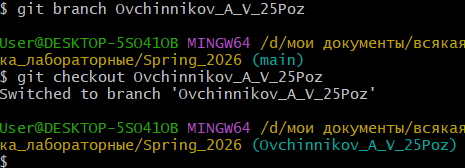 $ git branch Ovchinnikov_A_V_25Poz
User@DESKTOP-5SO41OB MINGW64 /d/мои документы/всякая
ка_лабораторные/Spring_2026 (main)
$ git checkout Ovchinnikov_A_V_25Poz
Switched to branch 'Ovchinnikov_A_V_25Poz'
User@DESKTOP-5SO41OB MINGW64 /d/мои документы/всякая
ка_лабораторные/Spring_2026 (Ovchinnikov_A_V_25Poz)
$